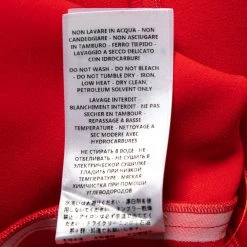 NON LAVARE IN ACQUA - NON
CANDEGGIARE - NON ASCIUGARE
IN TAMBURO - FERRO TIEPIDO -
LAVAGGIO A SECCO DELICATO
CON IDROCARBURI
DO NOT WASH - DO NOT BLEACH
- DO NOT TUMBLE DRY - IRON,
LOW HEAT - DRY CLEAN,
PETROLEUM SOLVENT ONLY
LAVAGE INTERDIT -
BLANCHIMENT INTERDIT - NE PAS
SECHER EN TAMBOUR -
REPASSAGE A BASSE
TEMPERATURE - NETTOYAGE A
SEC MODERE AVEC
HYDROCARBURES
НЕ СТИРАТЬ В ВОДЕ - НЕ
ОТБЕЛИВАТЬ - НЕ СУШИТЬ В
ЭЛЕКТРИЧЕСКОЙ СУШИЛКЕ
ГЛАДИТЬ ПРИ НИЗКОЙ
ТЕМПЕРАТУРЕ - МЯГКАЯ
ХИМЧИСТКА ПРИ ПОМОЩИ
УГЛЕВОДОРОДОВ